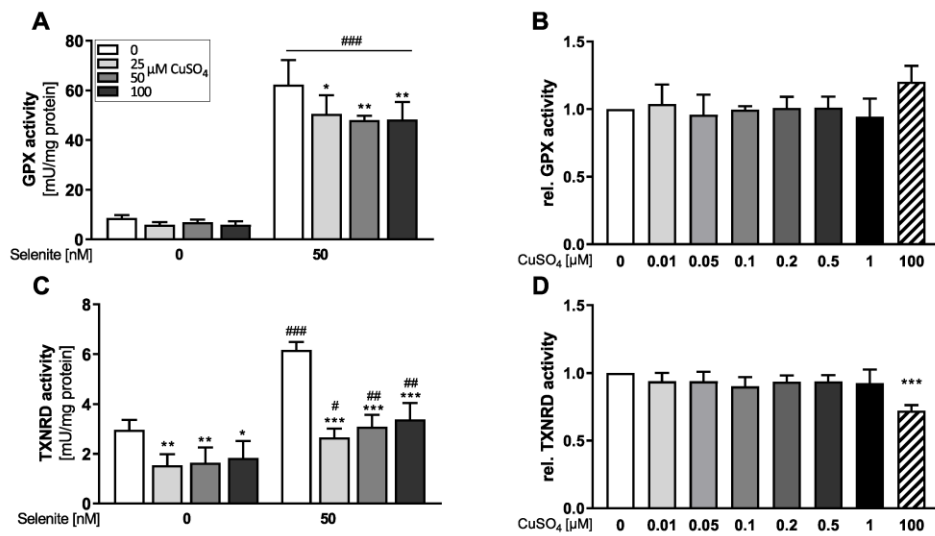 A
GPX activity
[mU/mg protein]
80
60
40
20
0
0
25
50
100
μM CuSO4
###
*
**
**
Selenite [nM]
0
50
B
rel. GPX activity
1.5
1.0
0.5
0.0
CuSO4 [μM]
0 0.01 0.05 0.1 0.2 0.5 1 100
C
TXNRD activity
[mU/mg protein]
8
6
4
2
0
**
**
*
###
#
***
##
***
##
***
Selenite [nM]
0
50
D
rel. TXNRD activity
1.5
1.0
0.5
0.0
***
CuSO4 [μM]
0 0.01 0.05 0.1 0.2 0.5 1 100